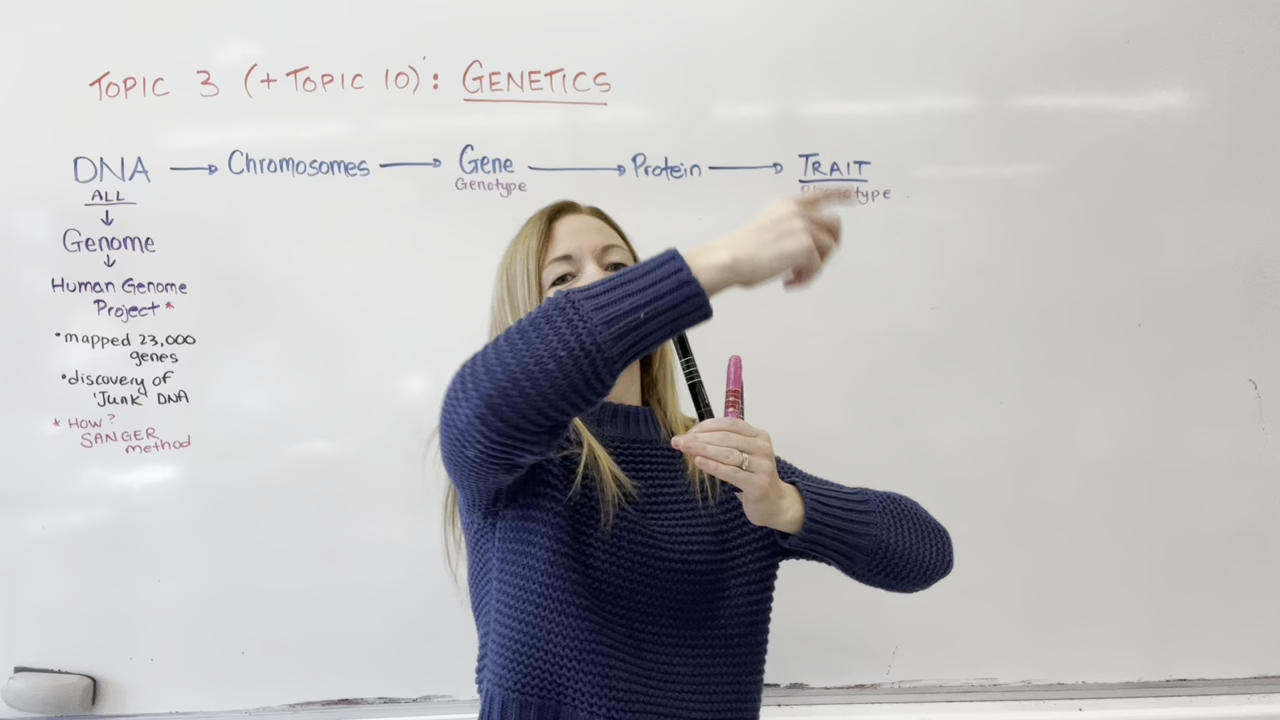 TOPIC 3 (+ TOPIC 10): GENETICS
DNA → Chromosomes → Gene → Protein → TRAIT
Genotype
ALL
↓
Genome
↓
Human Genome
Project *
• mapped 23,000
genes
• discovery of
'Junk' DNA
* HOW?
SANGER
method